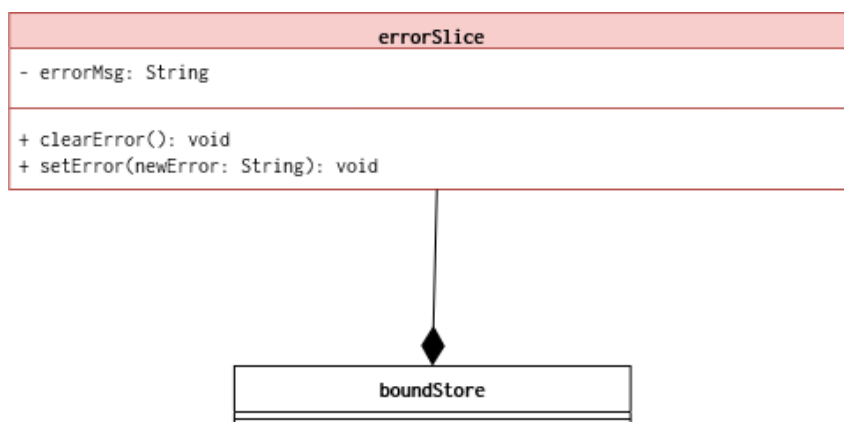 errorSlice
- errorMsg: String
+ clearError(): void
+ setError(newError: String): void
boundStore